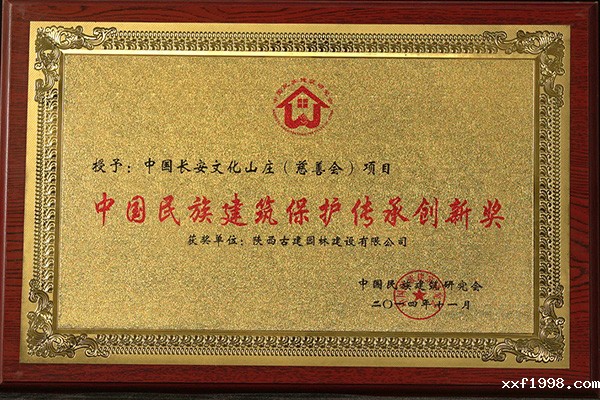 授予：中国长安文化山庄（慈善会）项目
中国民族建筑保护传承创新奖
获奖单位：陕西古建园林建设有限公司
中国民族建筑研究会
二〇一四年十一月
xxf1998.com